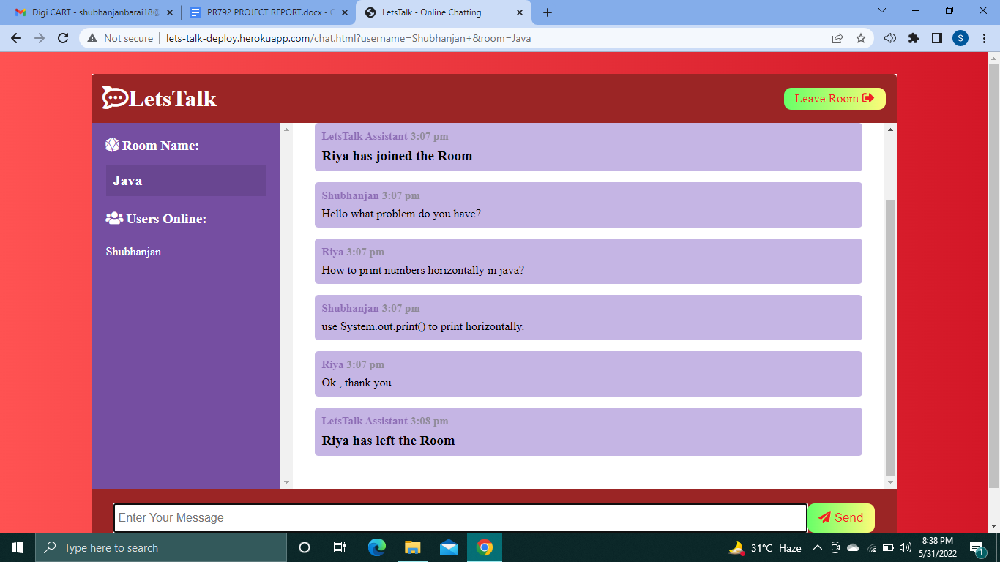 Digi CART - shubhanjanbarai18@
PR792 PROJECT REPORT.docx - G
LetsTalk - Online Chatting
Not secure
lets-talk-deploy.herokuapp.com/chat.html?username=Shubhanjan+&room=Java
S
LetsTalk
Leave Room
Room Name:
Java
Users Online:
Shubhanjan
LetsTalk Assistant 3:07 pm
Riya has joined the Room
Shubhanjan 3:07 pm
Hello what problem do you have?
Riya 3:07 pm
How to print numbers horizontally in java?
Shubhanjan 3:07 pm
use System.out.print() to print horizontally.
Riya 3:07 pm
Ok , thank you.
LetsTalk Assistant 3:08 pm
Riya has left the Room
Enter Your Message
Send
Type here to search
31°C Haze
8:38 PM
5/31/2022
1